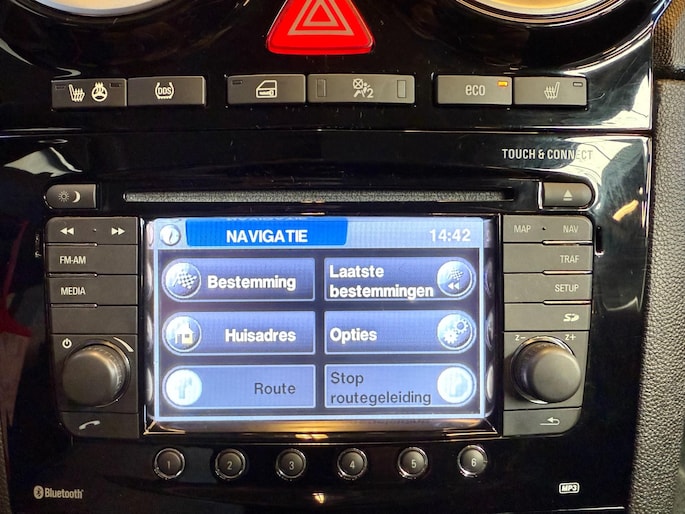 DDS
2
eco
TOUCH & CONNECT
NAVIGATIE
14:42
MAP
NAV
FM-AM
TRAF
MEDIA
SETUP
Bestemming
Laatste
bestemmingen
Huisadres
Opties
Z-
Z+
Route
Stop
routegeleiding
1
2
3
4
5
6
Bluetooth
MP3